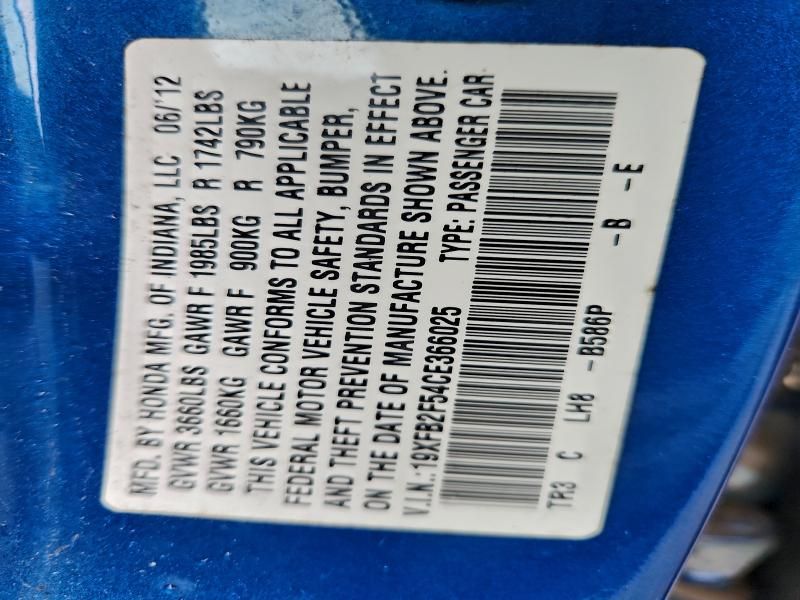 MFD. BY HONDA MFG. OF INDIANA, LLC 06/'12
GVWR 3660LBS GAWR F 1985LBS R 1742LBS
GVWR 1660KG GAWR F 900KG R 790KG
THIS VEHICLE CONFORMS TO ALL APPLICABLE
FEDERAL MOTOR VEHICLE SAFETY, BUMPER,
AND THEFT PREVENTION STANDARDS IN EFFECT
ON THE DATE OF MANUFACTURE SHOWN ABOVE.
V.I.N.:19XFB2F54CE366025 TYPE: PASSENGER CAR
TR3 C LH8 -B586P -B -E